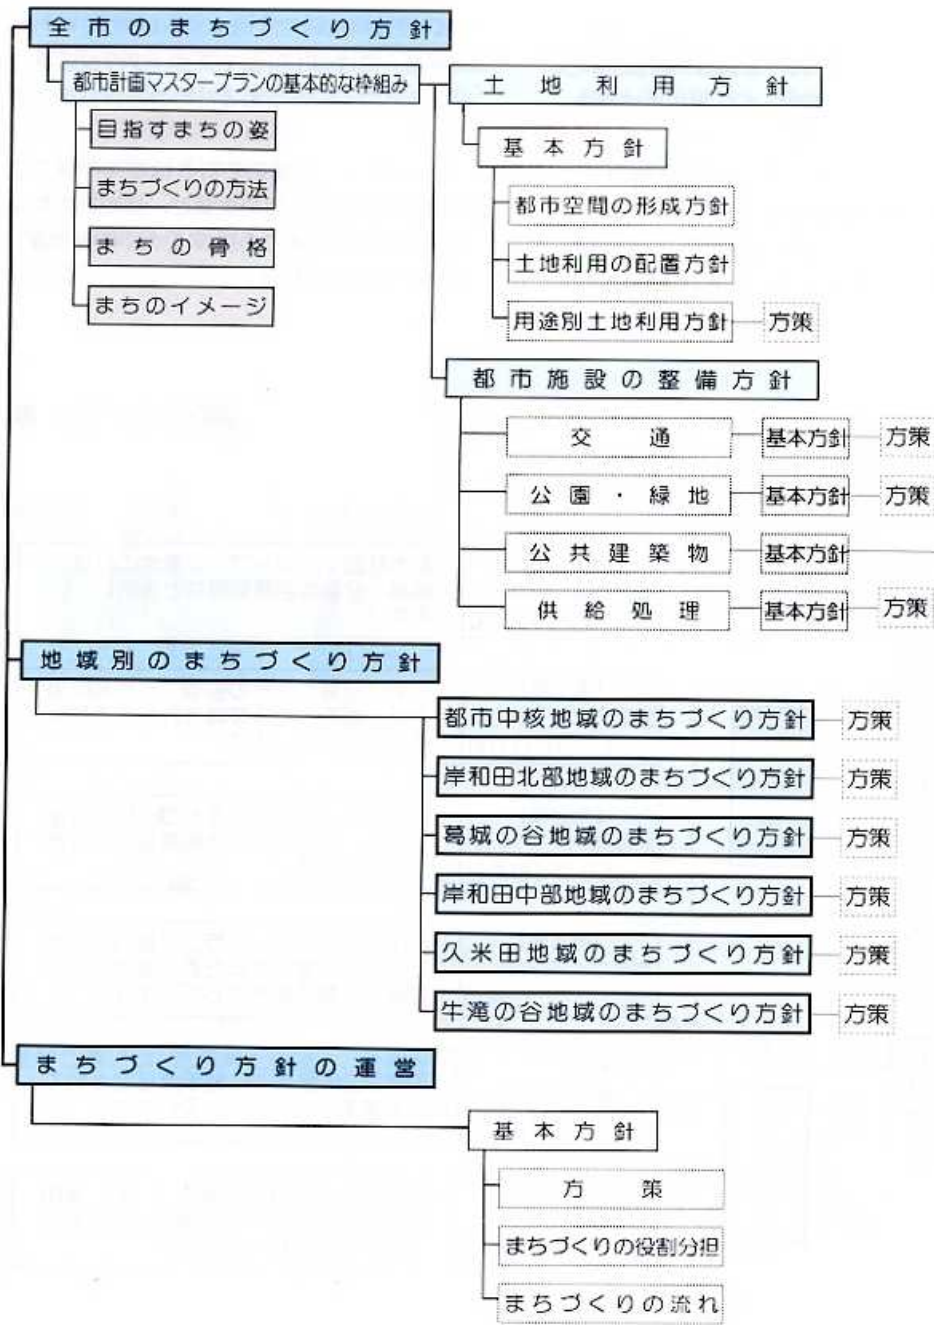 全市のまちづくり方針
都市計画マスタープランの基本的な枠組み
目指すまちの姿
まちづくりの方法
まちの骨格
まちのイメージ
土地利用方針
基本方針
都市空間の形成方針
土地利用の配置方針
用途別土地利用方針 方策
都市施設の整備方針
交通 基本方針 方策
公園・緑地 基本方針 方策
公共建築物 基本方針
供給処理 基本方針 方策
地域別のまちづくり方針
都市中核地域のまちづくり方針 方策
岸和田北部地域のまちづくり方針 方策
葛城の谷地域のまちづくり方針 方策
岸和田中部地域のまちづくり方針 方策
久米田地域のまちづくり方針 方策
牛滝の谷地域のまちづくり方針 方策
まちづくり方針の運営
基本方針
方策
まちづくりの役割分担
まちづくりの流れ